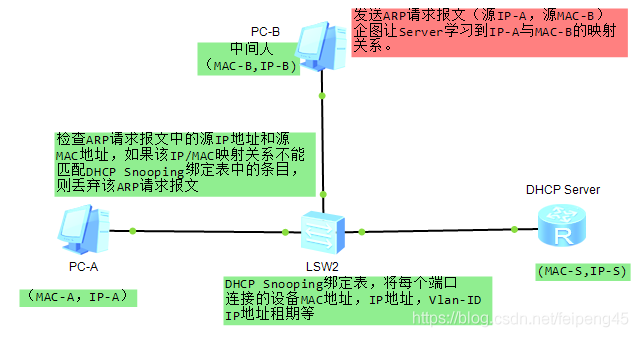 PC-B
中间人
（MAC-B,IP-B）
发送ARP请求报文（源IP-A，源MAC-B）
企图让Server学习到IP-A与MAC-B的映射
关系。
检查ARP请求报文中的源IP地址和源
MAC地址，如果该IP/MAC映射关系不能
匹配DHCP Snooping绑定表中的条目，
则丢弃该ARP请求报文
DHCP Server
R
PC-A
LSW2
（MAC-A，IP-A）
(MAC-S,IP-S)
DHCP Snooping绑定表，将每个端口
连接的设备MAC地址，IP地址，Vlan-ID
IP地址租期等
https://blog.csdn.net/feipeng45